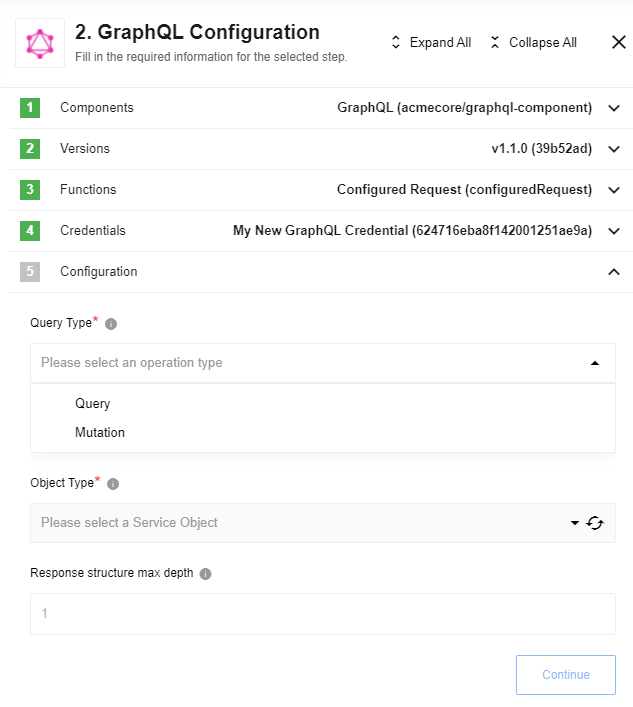 2. GraphQL Configuration
Fill in the required information for the selected step.
Expand All
Collapse All
1 Components GraphQL (acmecore/graphql-component)
2 Versions v1.1.0 (39b52ad)
3 Functions Configured Request (configuredRequest)
4 Credentials My New GraphQL Credential (624716eba8f142001251ae9a)
5 Configuration
Query Type*
Please select an operation type
Query
Mutation
Object Type*
Please select a Service Object
Response structure max depth
1
Continue